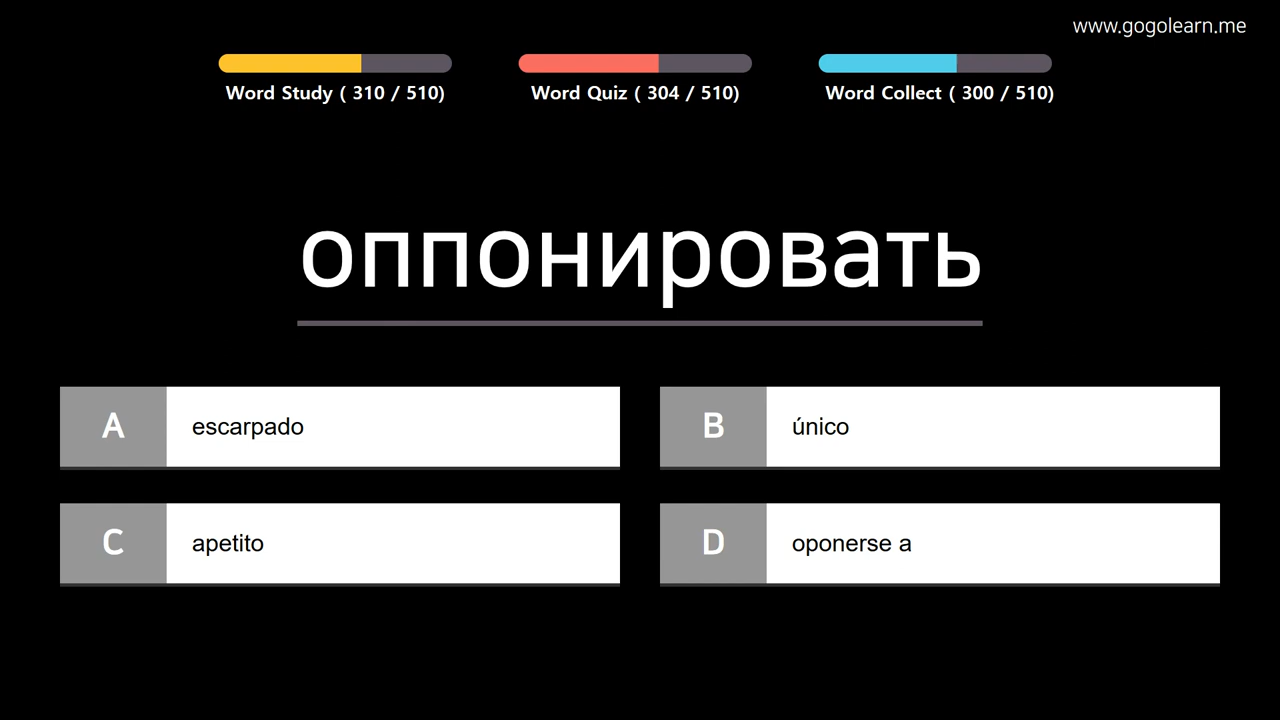 www.gogolearn.me
Word Study ( 310 / 510)
Word Quiz ( 304 / 510)
Word Collect ( 300 / 510)
оппонировать
A escarpado
B único
C apetito
D oponerse a